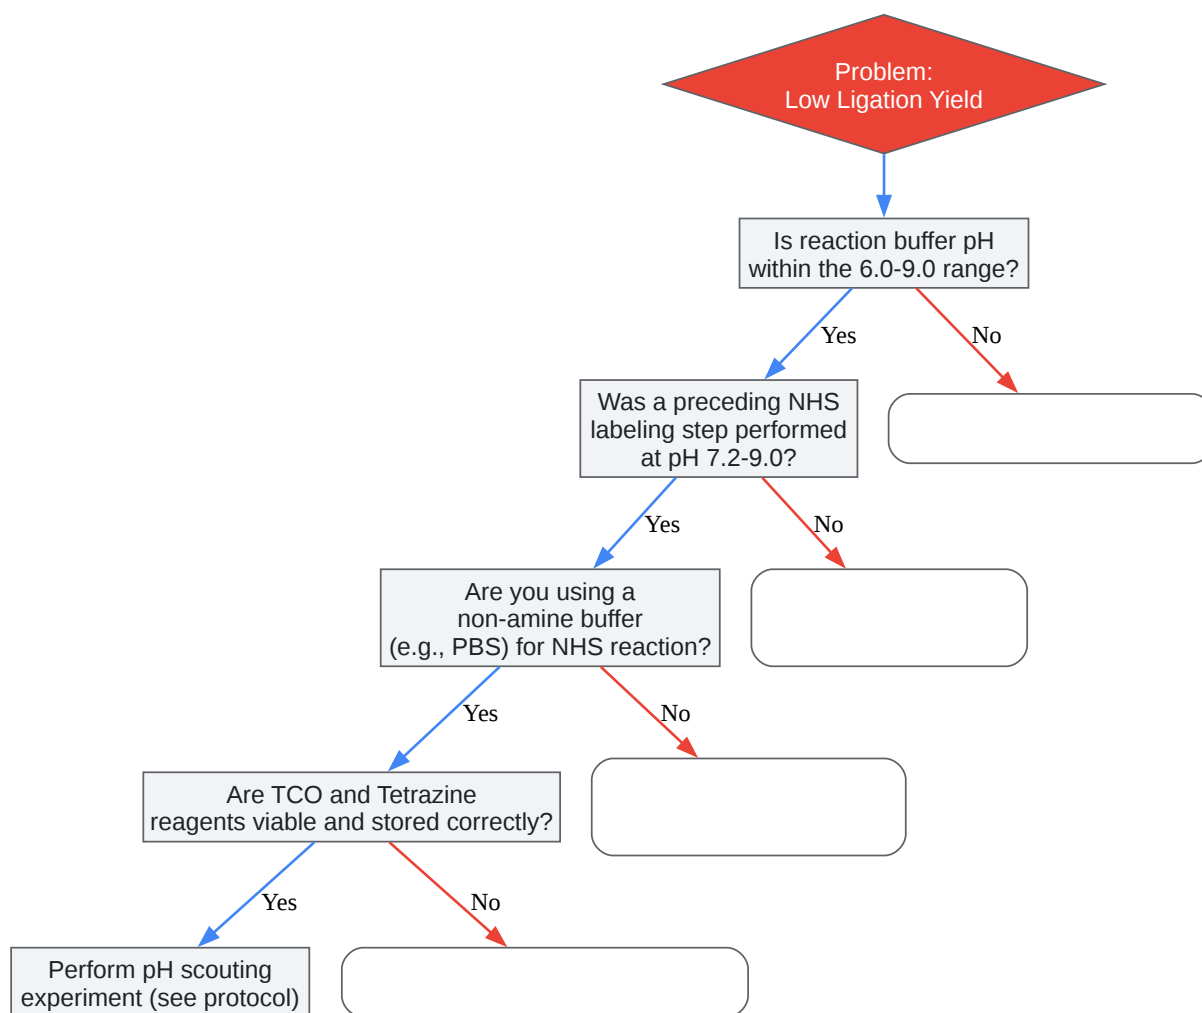 Problem:
Low Ligation Yield
Is reaction buffer pH
within the 6.0-9.0 range?
Yes
No
Was a preceding NHS
labeling step performed
at pH 7.2-9.0?
Yes
No
Are you using a
non-amine buffer
(e.g., PBS) for NHS reaction?
Yes
No
Are TCO and Tetrazine
reagents viable and stored correctly?
Yes
No
Perform pH scouting
experiment (see protocol)